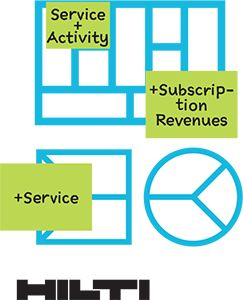 Service
+
Activity
+Subscrip-
tion
Revenues
+Service
HILTI